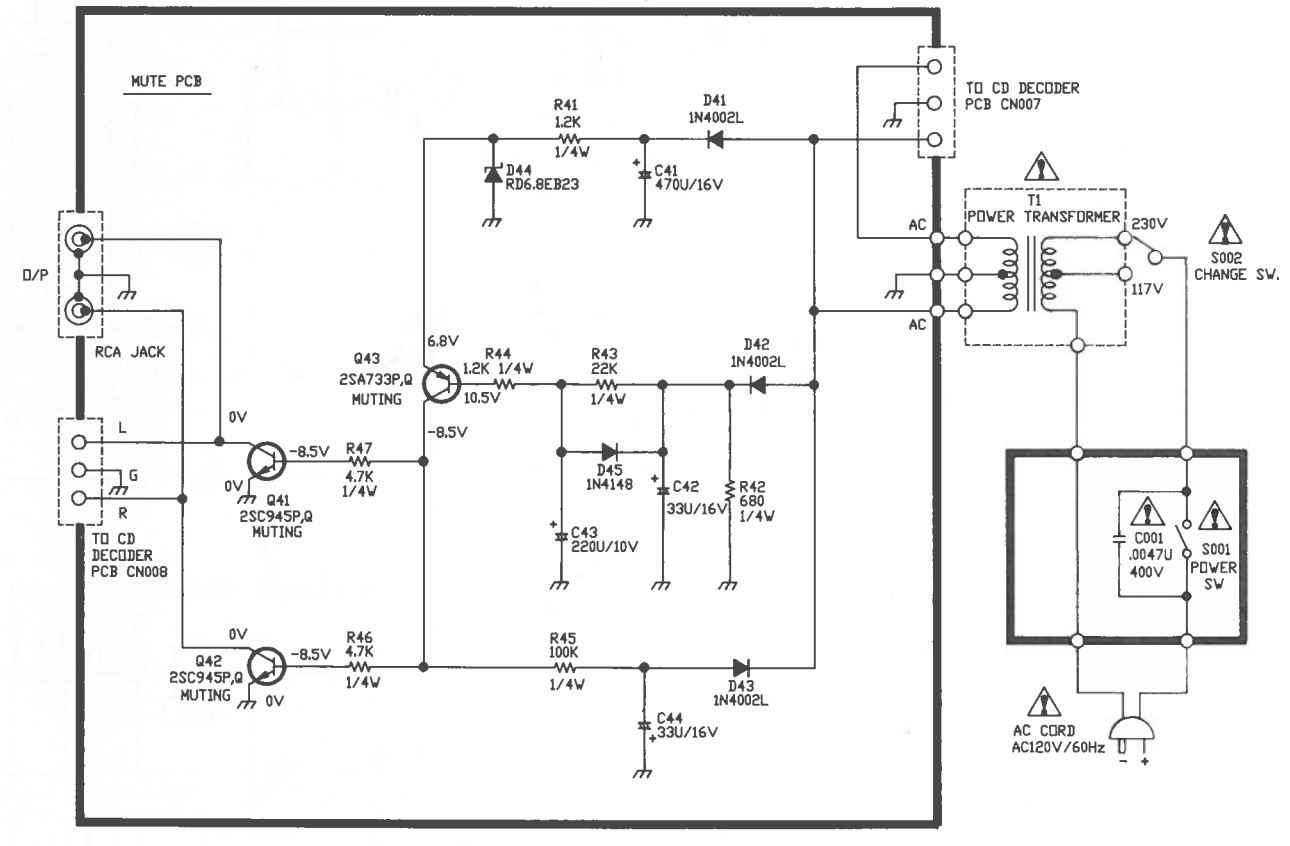 MUTE PCB
TO CD DECODER
PCB CN007
D41
1N4002L
R41
1.2K
1/4W
D44
RD6.8EB23
+
C41
470U/16V
T1
POWER TRANSFORMER
AC
AC
230V
117V
S002
CHANGE SW.
O/P
RCA JACK
Q43
2SA733P,Q
MUTING
6.8V
10.5V
-8.5V
R44
1.2K 1/4W
R43
22K
1/4W
D42
1N4002L
D45
1N4148
+
C42
33U/16V
R42
680
1/4W
+
C43
220U/10V
L
G
R
TO CD
DECODER
PCB CN008
0V
-8.5V
0V
Q41
2SC945P,Q
MUTING
R47
4.7K
1/4W
0V
-8.5V
0V
Q42
2SC945P,Q
MUTING
R46
4.7K
1/4W
R45
100K
1/4W
D43
1N4002L
C44
33U/16V
+
C001
.0047U
400V
S001
POWER
SW
AC CORD
AC120V/60Hz
- +